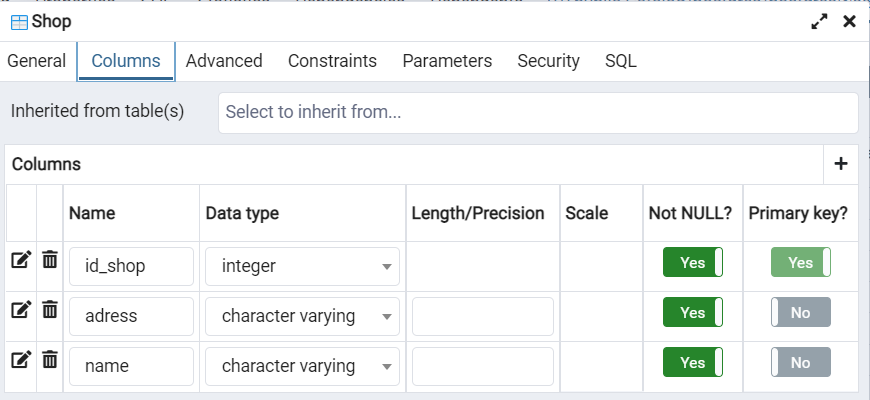 Shop
General Columns Advanced Constraints Parameters Security SQL
Inherited from table(s) Select to inherit from...
Columns
Name Data type Length/Precision Scale Not NULL? Primary key?
id_shop integer Yes Yes
adress character varying Yes No
name character varying Yes No